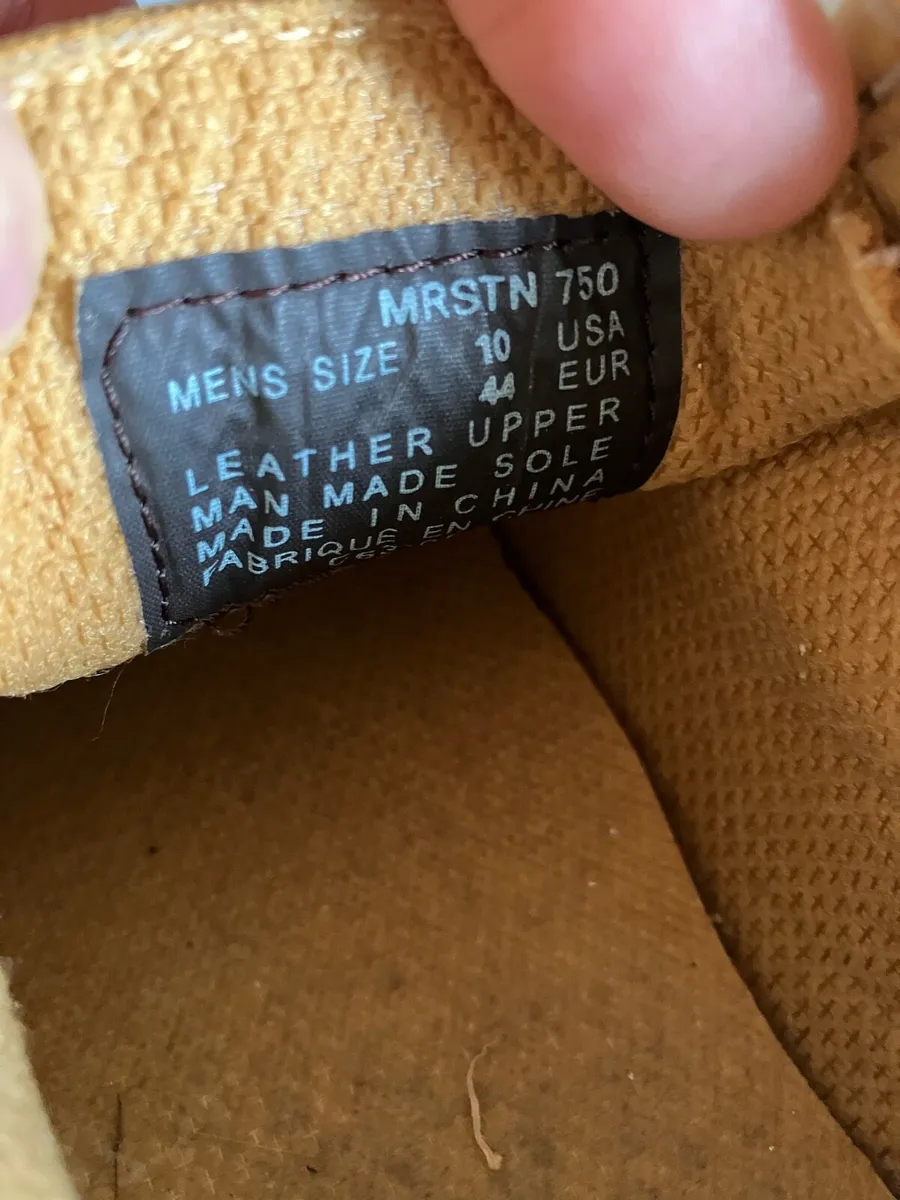 MRSTN 750
MENS SIZE 10 USA
44 EUR
LEATHER UPPER
MAN MADE SOLE
MADE IN CHINA
FABRIQUE EN CHINE